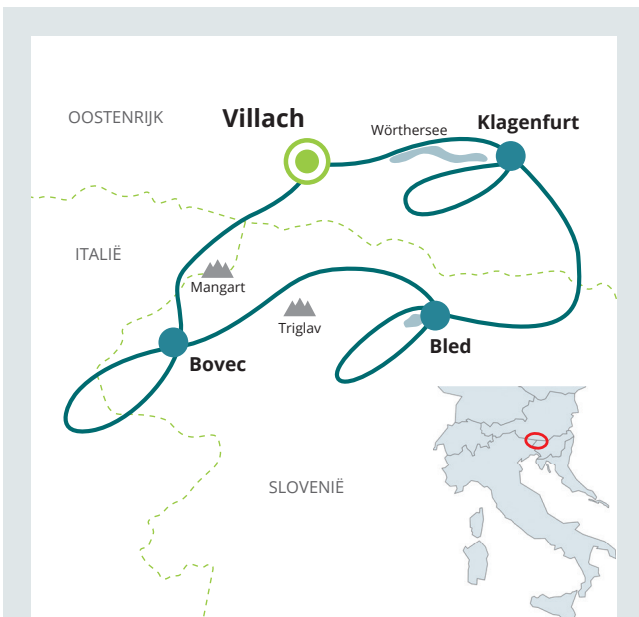 OOSTENRIJK
Villach
Wörthersee
Klagenfurt
ITALIË
Mangart
Triglav
Bovec
Bled
SLOVENIË